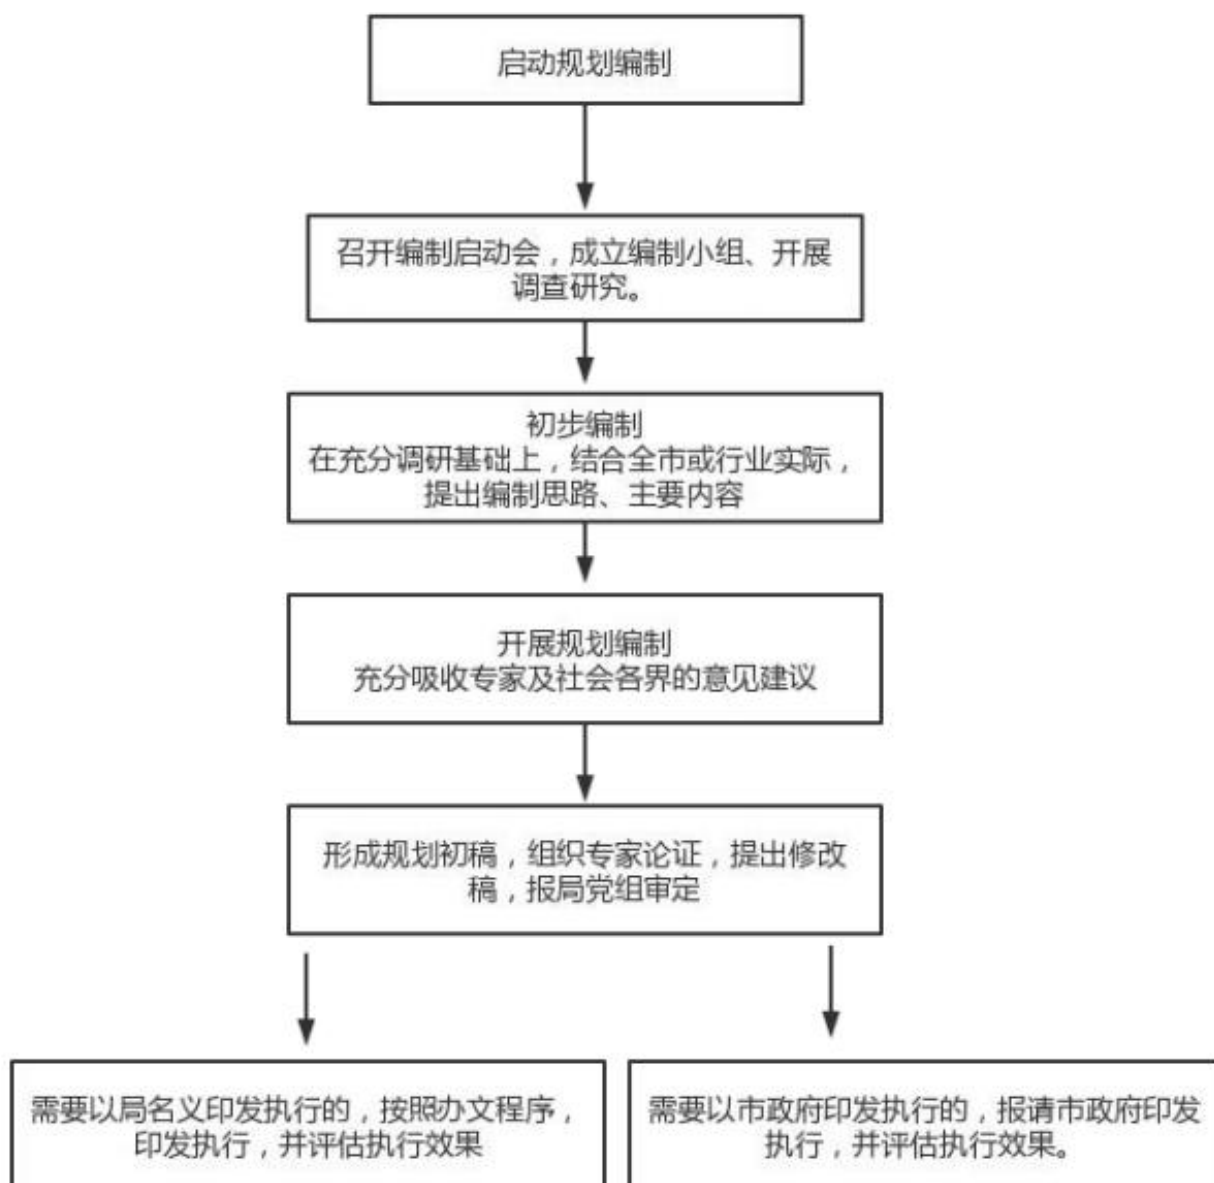 启动规划编制
召开编制启动会，成立编制小组、开展
调查研究。
初步编制
在充分调研基础上，结合全市或行业实际，
提出编制思路、主要内容
开展规划编制
充分吸收专家及社会各界的意见建议
形成规划初稿，组织专家论证，提出修改
稿，报局党组审定
需要以局名义印发执行的，按照办文程序，
印发执行，并评估执行效果
需要以市政府印发执行的，报请市政府印发
执行，并评估执行效果。